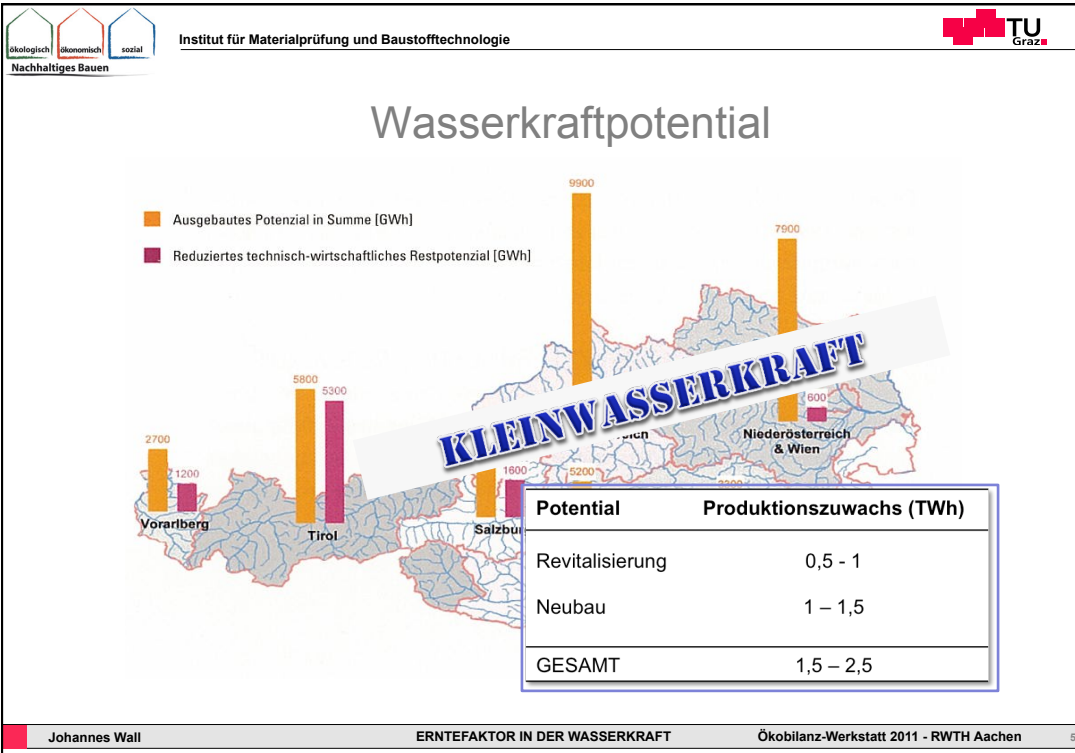 ökologisch ökonomisch sozial
Nachhaltiges Bauen
Institut für Materialprüfung und Baustofftechnologie
TU
Graz
Wasserkraftpotential
Ausgebautes Potenzial in Summe [GWh]
Reduziertes technisch-wirtschaftliches Restpotenzial [GWh]
9900
7900
5800
5300
600
2700
1200
1600
5200
KLEINWASSERKRAFT
Niederösterreich
& Wien
Vorarlberg
Tirol
Potential Produktionszuwachs (TWh)
Revitalisierung 0,5 - 1
Neubau 1 – 1,5
GESAMT 1,5 – 2,5
Johannes Wall ERNTEFAKTOR IN DER WASSERKRAFT Ökobilanz-Werkstatt 2011 - RWTH Aachen 5